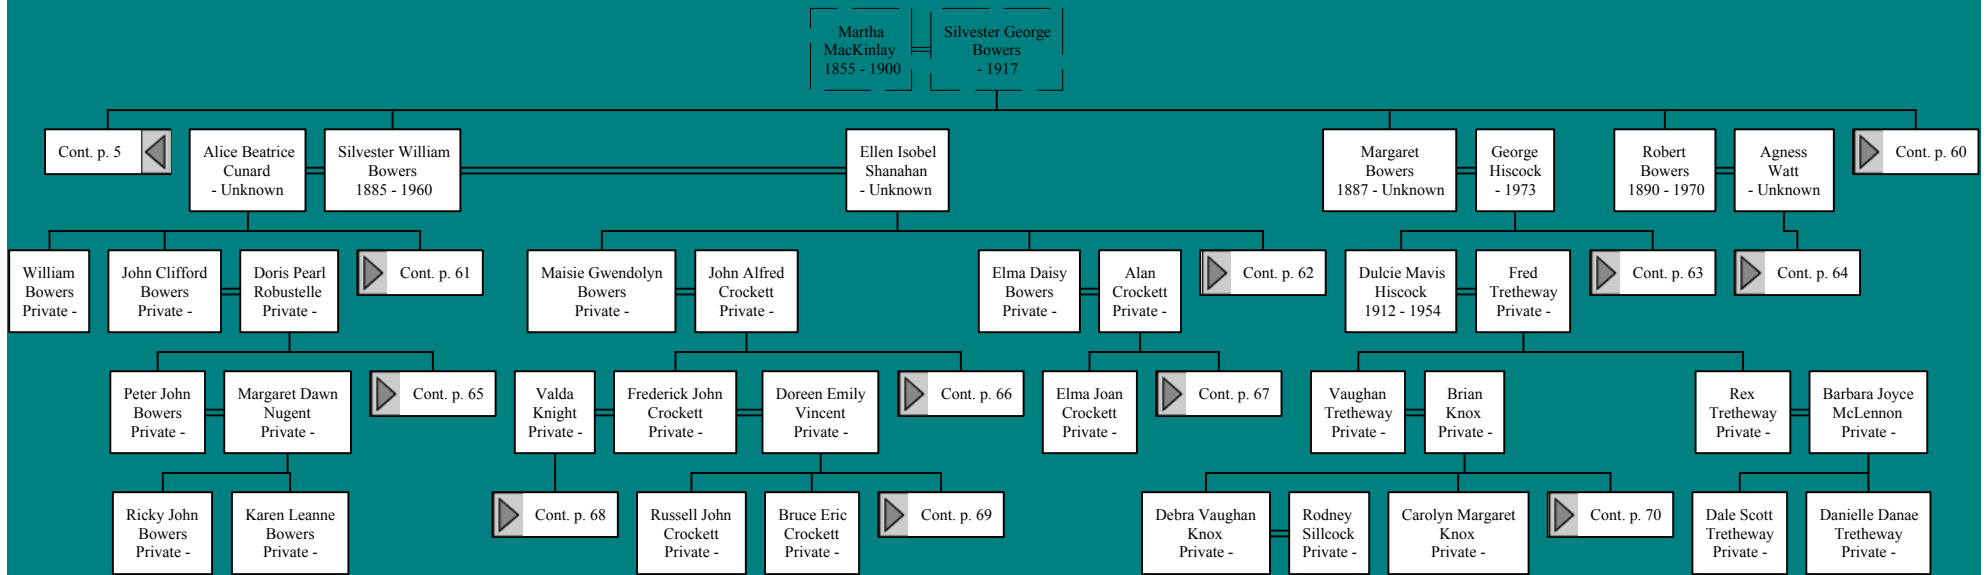 Martha
MacKinlay
1855 - 1900
Silvester George
Bowers
- 1917
Cont. p. 5
Alice Beatrice
Cunard
- Unknown
Silvester William
Bowers
1885 - 1960
Ellen Isobel
Shanahan
- Unknown
Margaret
Bowers
1887 - Unknown
George
Hiscock
- 1973
Robert
Bowers
1890 - 1970
Agness
Watt
- Unknown
Cont. p. 60
William
Bowers
Private -
John Clifford
Bowers
Private -
Doris Pearl
Robustelle
Private -
Cont. p. 61
Maisie Gwendolyn
Bowers
Private -
John Alfred
Crockett
Private -
Elma Daisy
Bowers
Private -
Alan
Crockett
Private -
Cont. p. 62
Dulcie Mavis
Hiscock
1912 - 1954
Fred
Tretheway
Private -
Cont. p. 63
Cont. p. 64
Peter John
Bowers
Private -
Margaret Dawn
Nugent
Private -
Cont. p. 65
Valda
Knight
Private -
Frederick John
Crockett
Private -
Doreen Emily
Vincent
Private -
Cont. p. 66
Elma Joan
Crockett
Private -
Cont. p. 67
Vaughan
Tretheway
Private -
Brian
Knox
Private -
Rex
Tretheway
Private -
Barbara Joyce
McLennon
Private -
Ricky John
Bowers
Private -
Karen Leanne
Bowers
Private -
Cont. p. 68
Russell John
Crockett
Private -
Bruce Eric
Crockett
Private -
Cont. p. 69
Debra Vaughan
Knox
Private -
Rodney
Sillcock
Private -
Carolyn Margaret
Knox
Private -
Cont. p. 70
Dale Scott
Tretheway
Private -
Danielle Danae
Tretheway
Private -